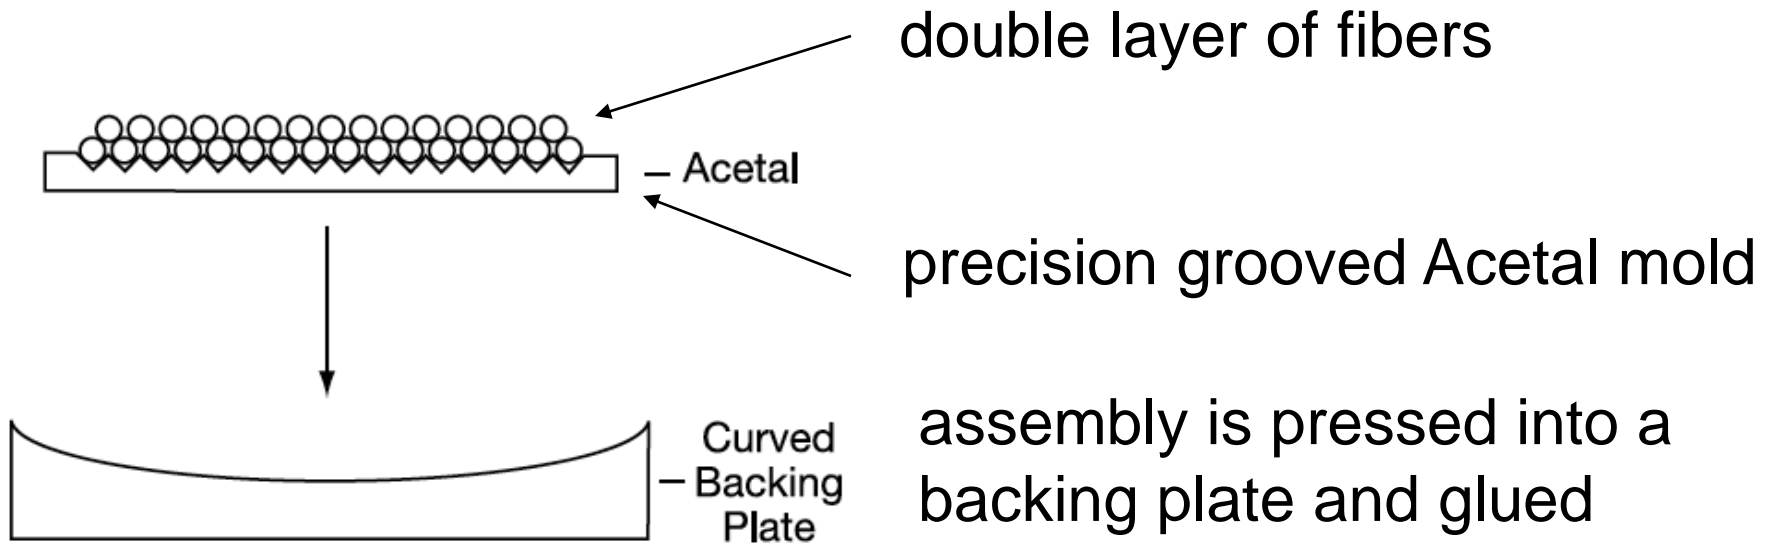 double layer of fibers
– Acetal
precision grooved Acetal mold
Curved
– Backing
Plate
assembly is pressed into a
backing plate and glued